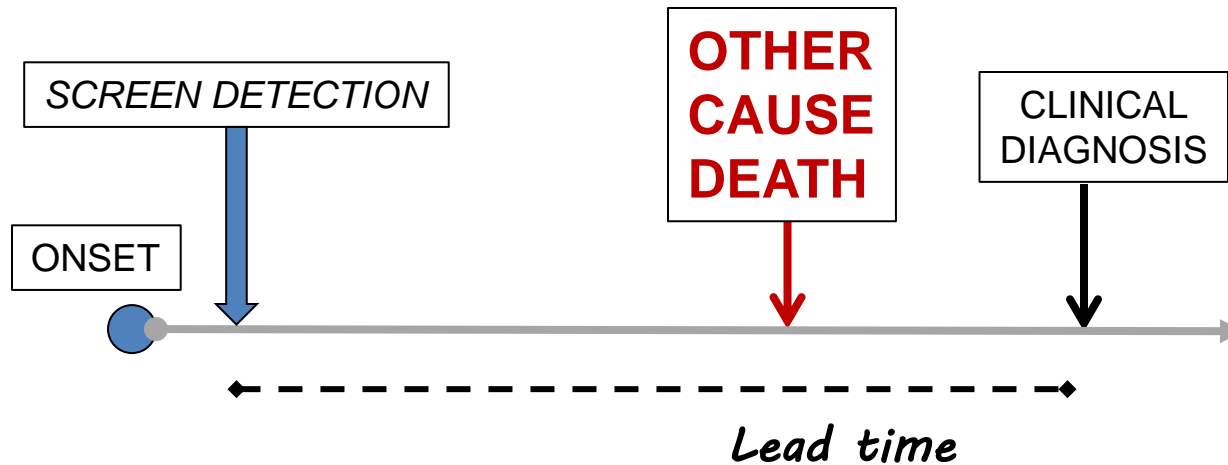 SCREEN DETECTION
OTHER
CAUSE
DEATH
CLINICAL
DIAGNOSIS
ONSET
Lead time